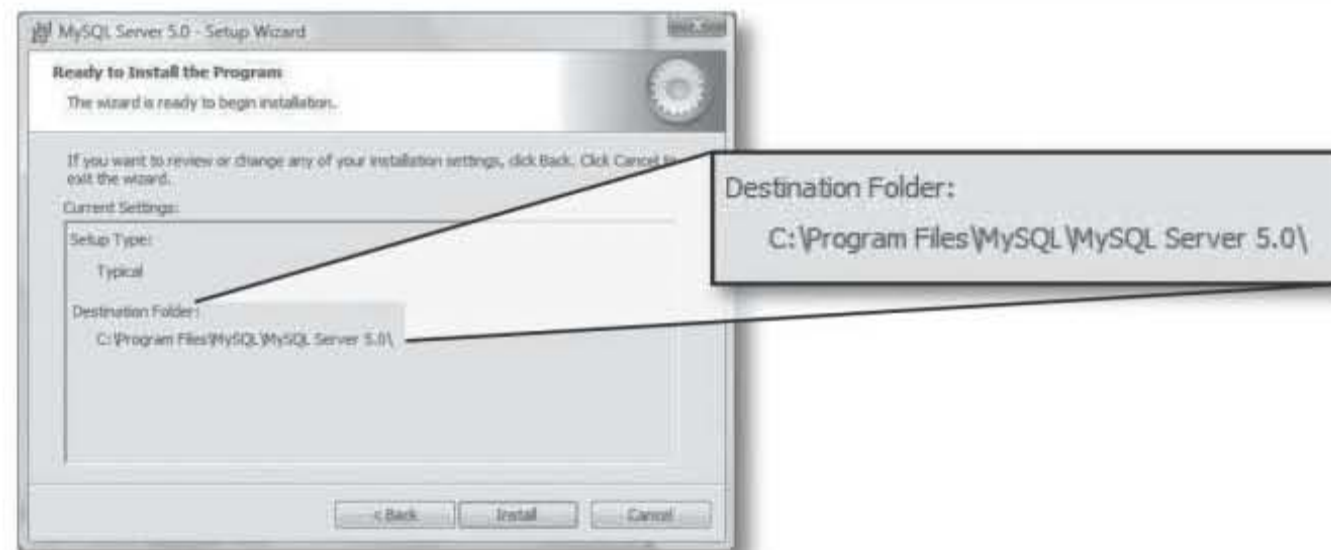 MySQL Server 5.0 - Setup Wizard
Ready to Install the Program
The wizard is ready to begin installation.
If you want to review or change any of your installation settings, click Back. Click Cancel to
exit the wizard.
Current Settings:
Setup Type:
Typical
Destination Folder:
C:\Program Files\MySQL\MySQL Server 5.0\
< Back
Install
Cancel
Destination Folder:
C:\Program Files\MySQL\MySQL Server 5.0\